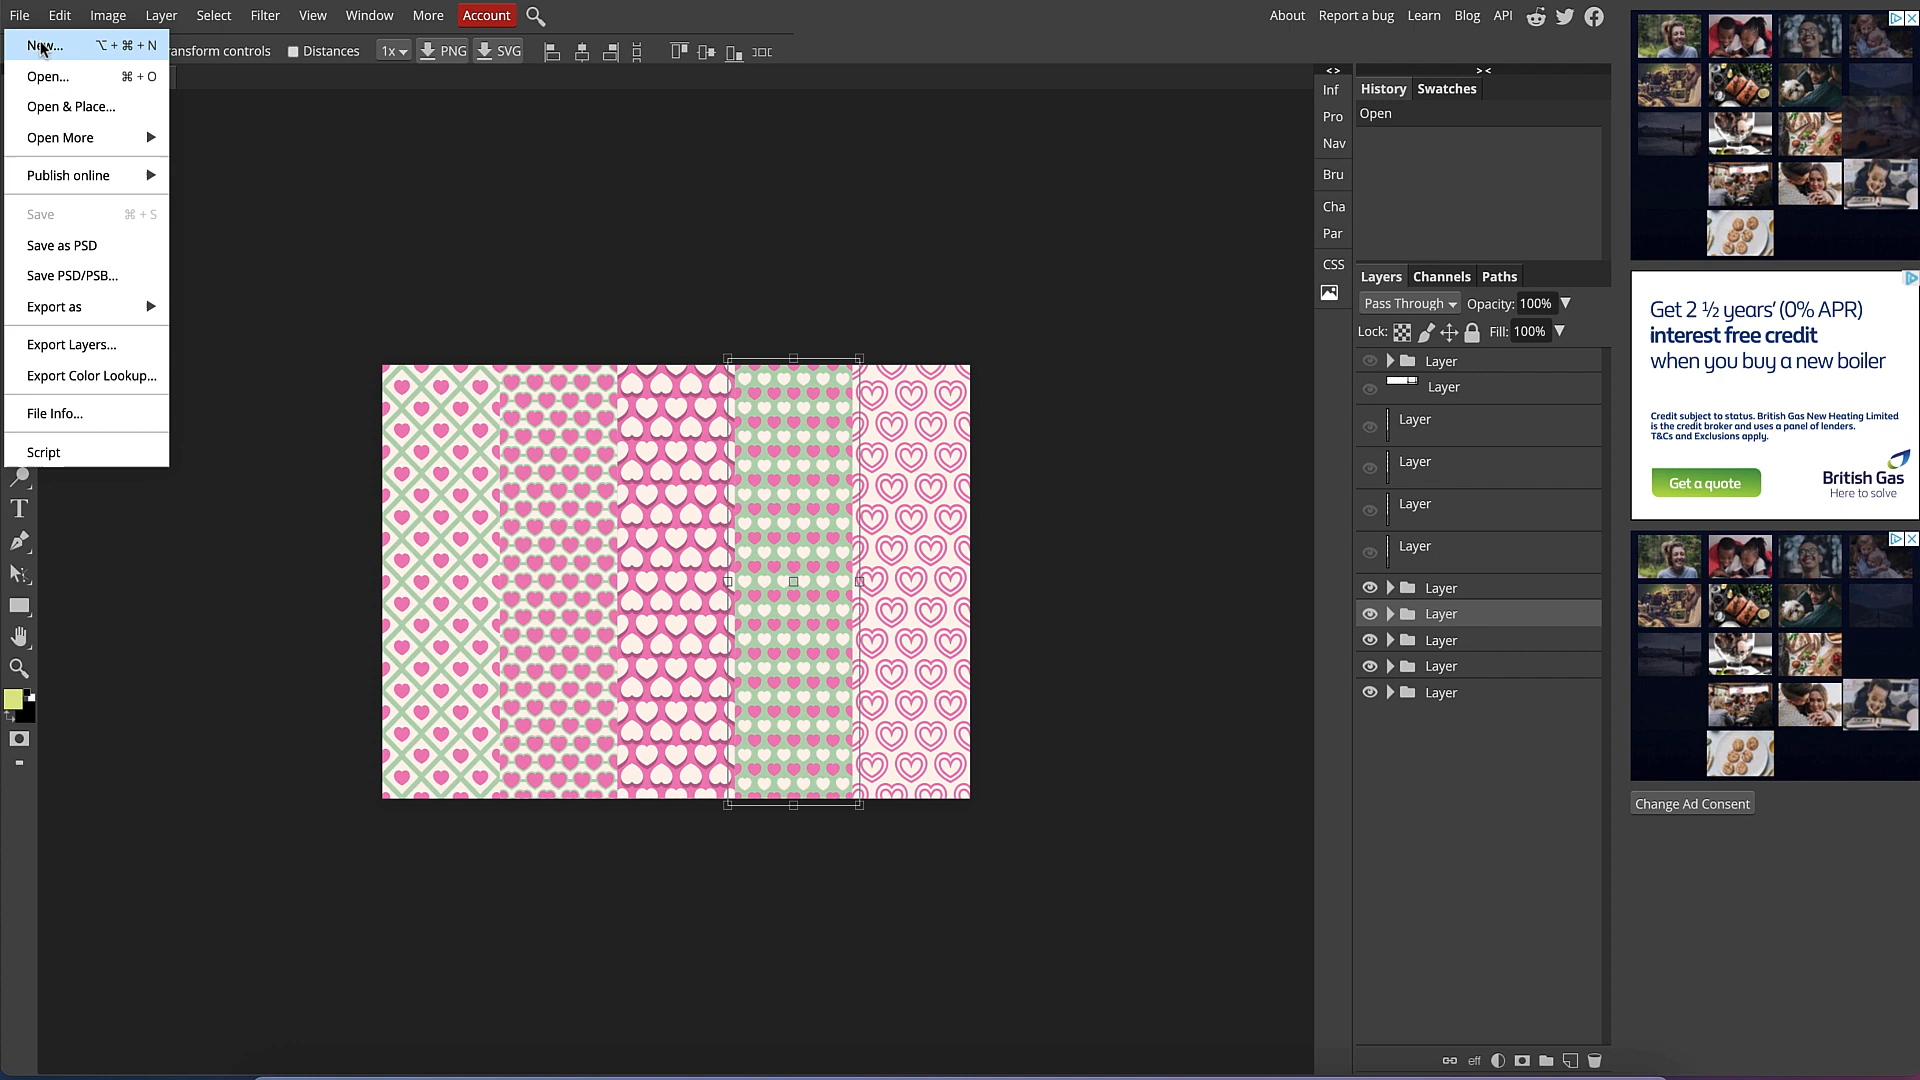 File Edit Image Layer Select Filter View Window More Account
About Report a bug Learn Blog API
New... ⌥ + ⌘ + N
ransform controls Distances 1x PNG SVG
Open... ⌘ + O
Open & Place...
Open More
Publish online
Save ⌘ + S
Save as PSD
Save PSD/PSB...
Export as
Export Layers...
Export Color Lookup...
File Info...
Script
< >
Inf
Pro
Nav
Bru
Cha
Par
CSS
> <
History Swatches
Open
Layers Channels Paths
Pass Through Opacity: 100%
Lock: Fill: 100%
Layer
Layer
Layer
Layer
Layer
Layer
Layer
Layer
Layer
Layer
Layer
eff
Get 2 ½ years' (0% APR)
interest free credit
when you buy a new boiler
Credit subject to status. British Gas New Heating Limited
is the credit broker and uses a panel of lenders.
T&Cs and Exclusions apply.
Get a quote
British Gas
Here to solve
Change Ad Consent